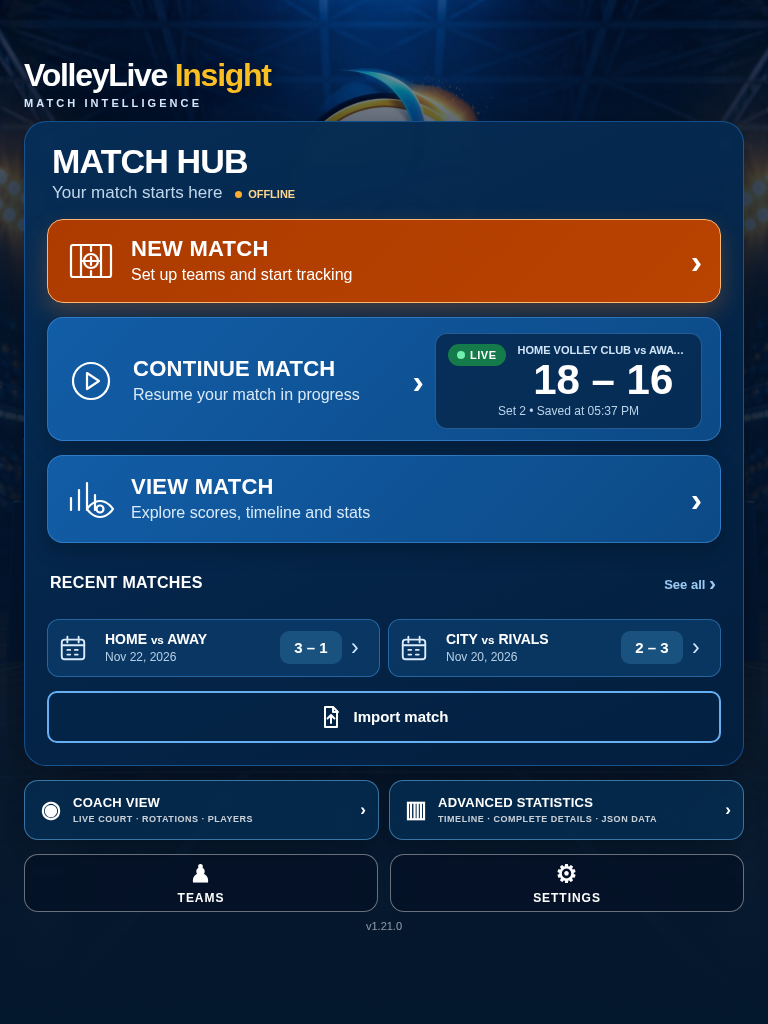 VolleyLive Insight
MATCH INTELLIGENCE
MATCH HUB
Your match starts here
OFFLINE
NEW MATCH
Set up teams and start tracking
CONTINUE MATCH
Resume your match in progress
LIVE
HOME VOLLEY CLUB vs AWA...
18 – 16
Set 2 • Saved at 05:37 PM
VIEW MATCH
Explore scores, timeline and stats
RECENT MATCHES
See all
HOME vs AWAY
Nov 22, 2026
3 – 1
CITY vs RIVALS
Nov 20, 2026
2 – 3
Import match
COACH VIEW
LIVE COURT · ROTATIONS · PLAYERS
ADVANCED STATISTICS
TIMELINE · COMPLETE DETAILS · JSON DATA
TEAMS
SETTINGS
v1.21.0